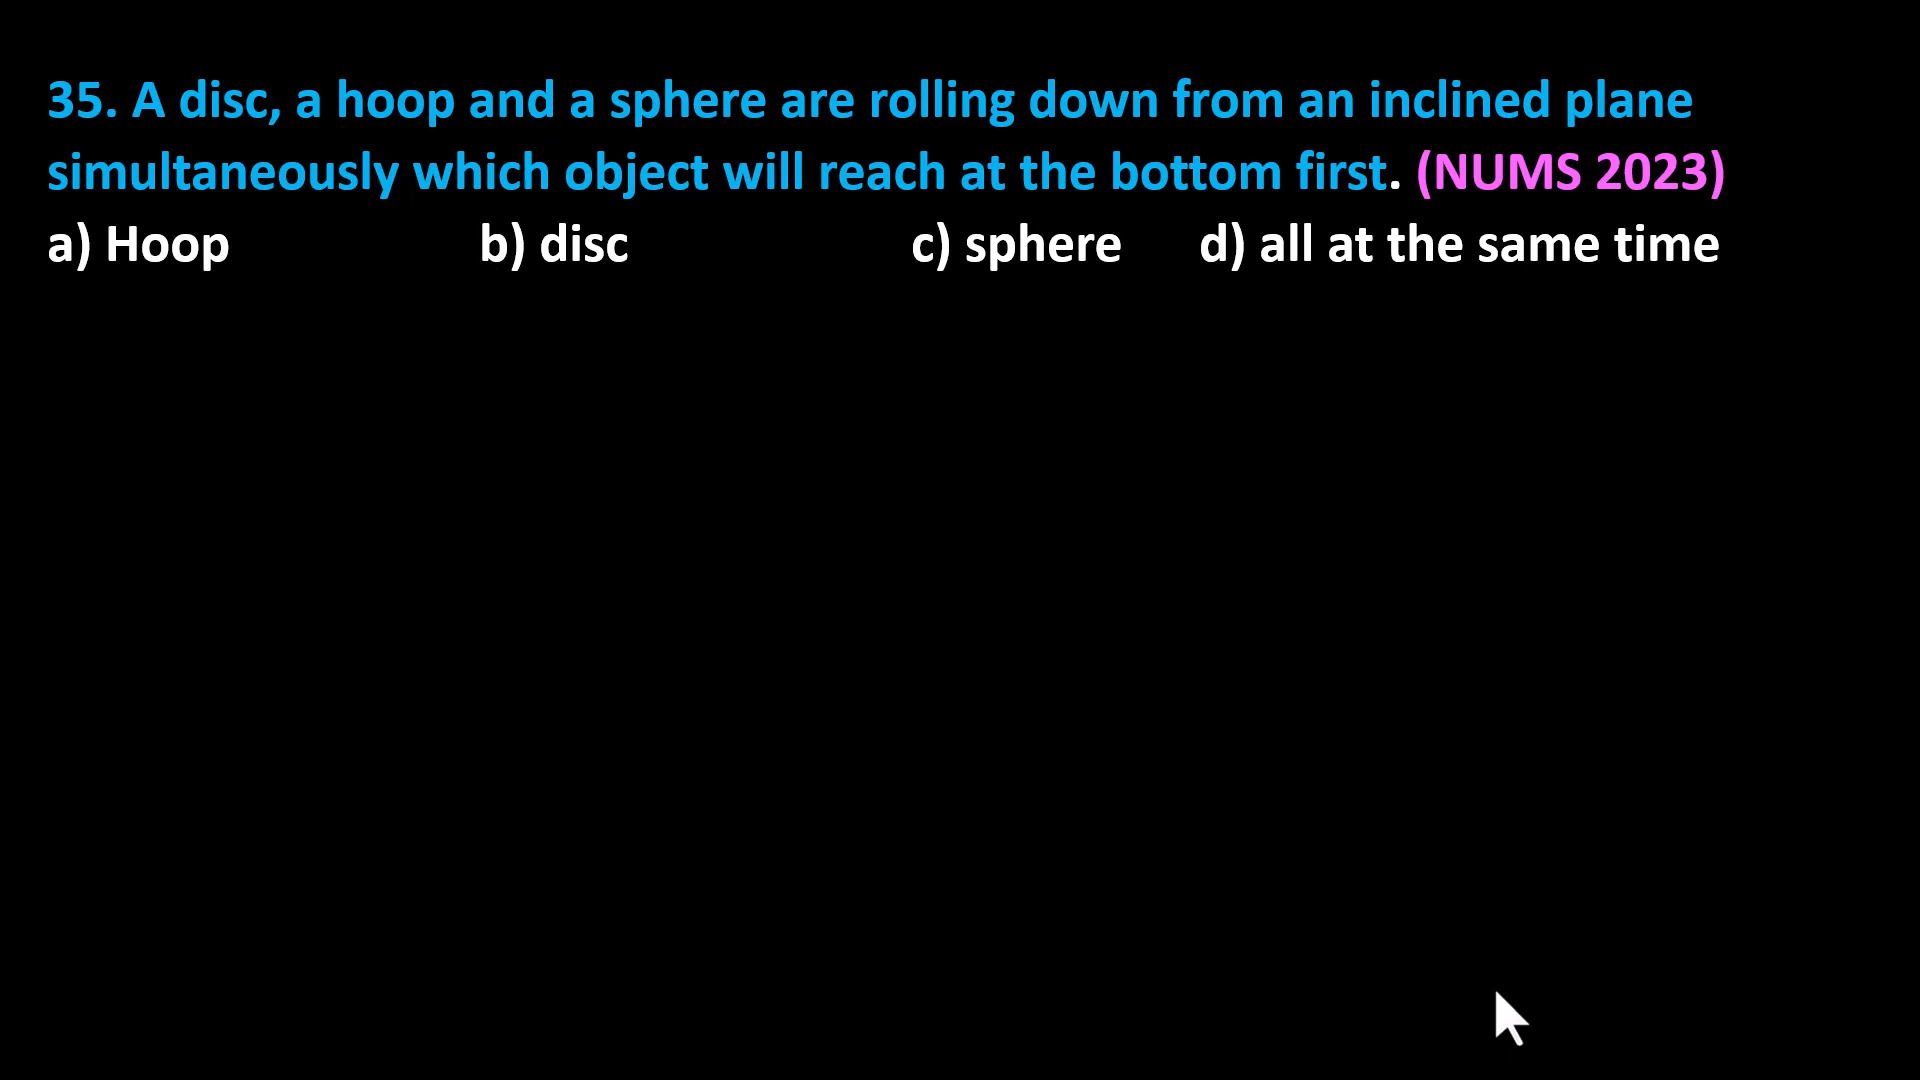 35. A disc, a hoop and a sphere are rolling down from an inclined plane
simultaneously which object will reach at the bottom first. (NUMS 2023)
a) Hoop b) disc c) sphere d) all at the same time